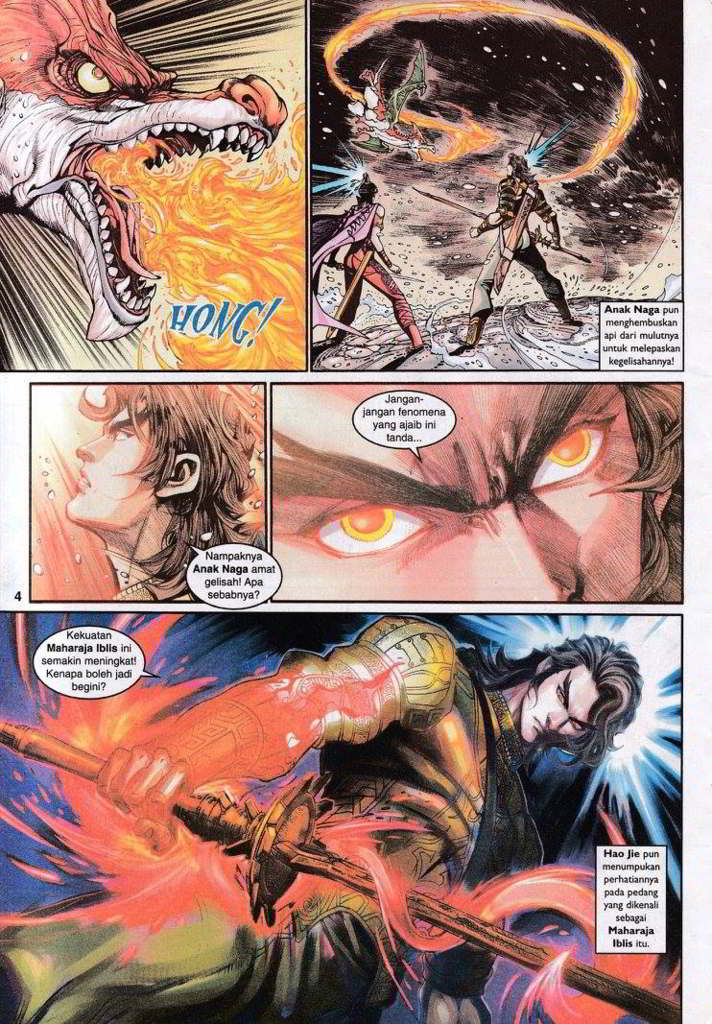 HONG!
Anak Naga pun
menghembuskan
api dari mulutnya
untuk melepaskan
kegelisahannya!
Nampaknya
Anak Naga amat
gelisah! Apa
sebabnya?
Jangan-
jangan fenomena
yang ajaib ini
tanda...
4
Kekuatan
Maharaja Iblis ini
semakin meningkat!
Kenapa boleh jadi
begini?
Hao Jie pun
menumpukan
perhatiannya
pada pedang
yang dikenali
sebagai
Maharaja
Iblis itu.